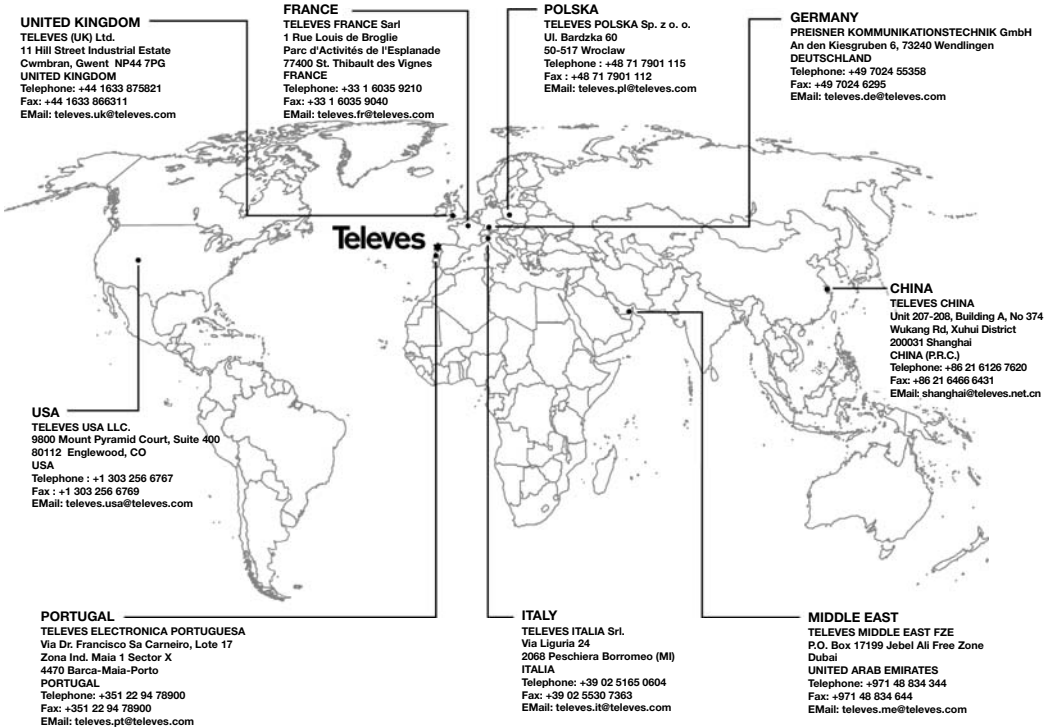 UNITED KINGDOM
TELEVES (UK) Ltd.
11 Hill Street Industrial Estate
Cwmbran, Gwent NP44 7PG
UNITED KINGDOM
Telephone: +44 1633 875821
Fax: +44 1633 866311
EMail: televes.uk@televes.com
FRANCE
TELEVES FRANCE Sarl
1 Rue Louis de Broglie
Parc d'Activités de l'Esplanade
77400 St. Thibault des Vignes
FRANCE
Telephone: +33 1 6035 9210
Fax: +33 1 6035 9040
EMail: televes.fr@televes.com
POLSKA
TELEVES POLSKA Sp. z o. o.
Ul. Bardzka 60
50-517 Wroclaw
Telephone : +48 71 7901 115
Fax : +48 71 7901 112
EMail: televes.pl@televes.com
GERMANY
PREISNER KOMMUNIKATIONSTECHNIK GmbH
An den Kiesgruben 6, 73240 Wendlingen
DEUTSCHLAND
Telephone: +49 7024 55358
Fax: +49 7024 6295
EMail: televes.de@televes.com
Televes
CHINA
TELEVES CHINA
Unit 207-208, Building A, No 374
Wukang Rd, Xuhui District
200031 Shanghai
CHINA (P.R.C.)
Telephone: +86 21 6126 7620
Fax: +86 21 6466 6431
EMail: shanghai@televes.net.cn
USA
TELEVES USA LLC.
9800 Mount Pyramid Court, Suite 400
80112 Englewood, CO
USA
Telephone : +1 303 256 6767
Fax : +1 303 256 6769
EMail: televes.usa@televes.com
PORTUGAL
TELEVES ELECTRONICA PORTUGUESA
Via Dr. Francisco Sa Carneiro, Lote 17
Zona Ind. Maia 1 Sector X
4470 Barca-Maia-Porto
PORTUGAL
Telephone: +351 22 94 78900
Fax: +351 22 94 78900
EMail: televes.pt@televes.com
ITALY
TELEVES ITALIA Srl.
Via Liguria 24
2068 Peschiera Borromeo (MI)
ITALIA
Telephone: +39 02 5165 0604
Fax: +39 02 5530 7363
EMail: televes.it@televes.com
MIDDLE EAST
TELEVES MIDDLE EAST FZE
P.O. Box 17199 Jebel Ali Free Zone
Dubai
UNITED ARAB EMIRATES
Telephone: +971 48 834 344
Fax: +971 48 834 644
EMail: televes.me@televes.com